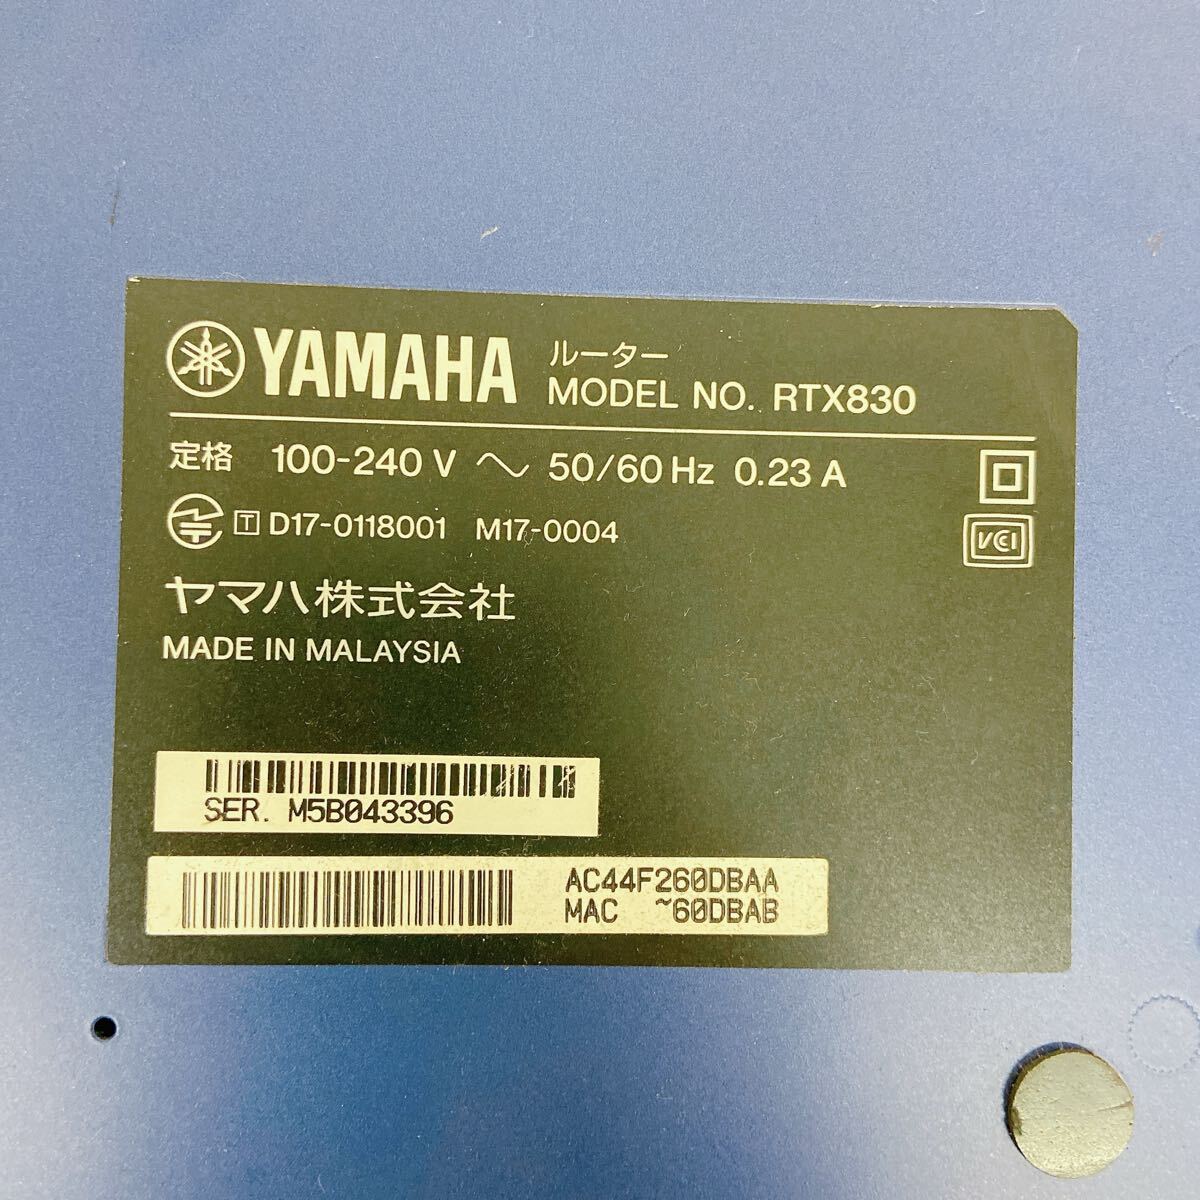 YAMAHA ルーター
MODEL NO. RTX830
定格 100-240 V ～ 50/60 Hz 0.23 A
T D17-0118001 M17-0004
VCCI
ヤマハ株式会社
MADE IN MALAYSIA
SER. M5B043396
AC44F260DBAA
MAC ~60DBAB